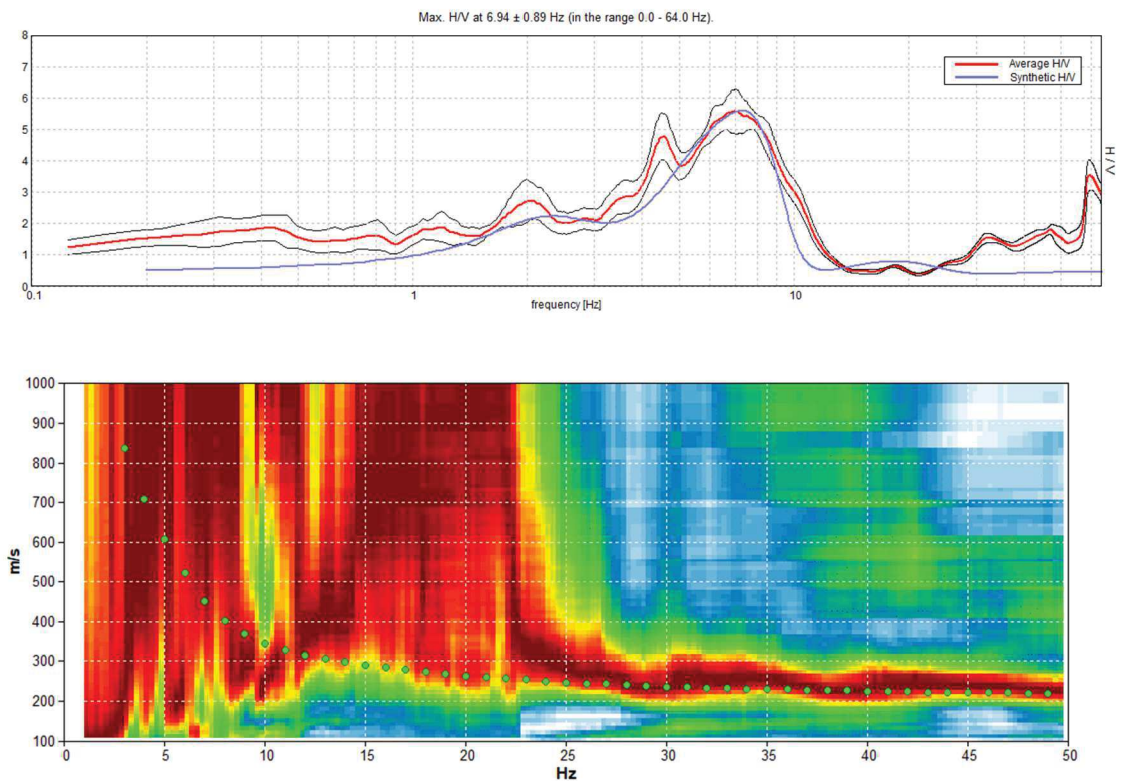 Max. H/V at 6.94 ± 0.89 Hz (in the range 0.0 - 64.0 Hz).
8
7
6
5
4
3
2
1
0
Average H/V
Synthetic H/V
H / V
0.1 1 10
frequency [Hz]
1000
900
800
700
600
500
400
300
200
100
m/s
0 5 10 15 20 25 30 35 40 45 50
Hz